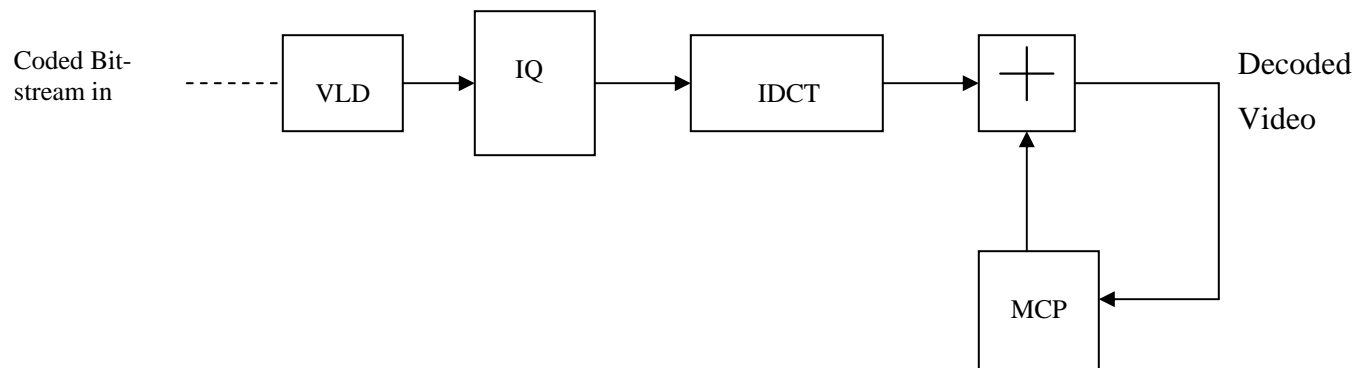 Coded Bit-
stream in
VLD
IQ
IDCT
Decoded
Video
MCP